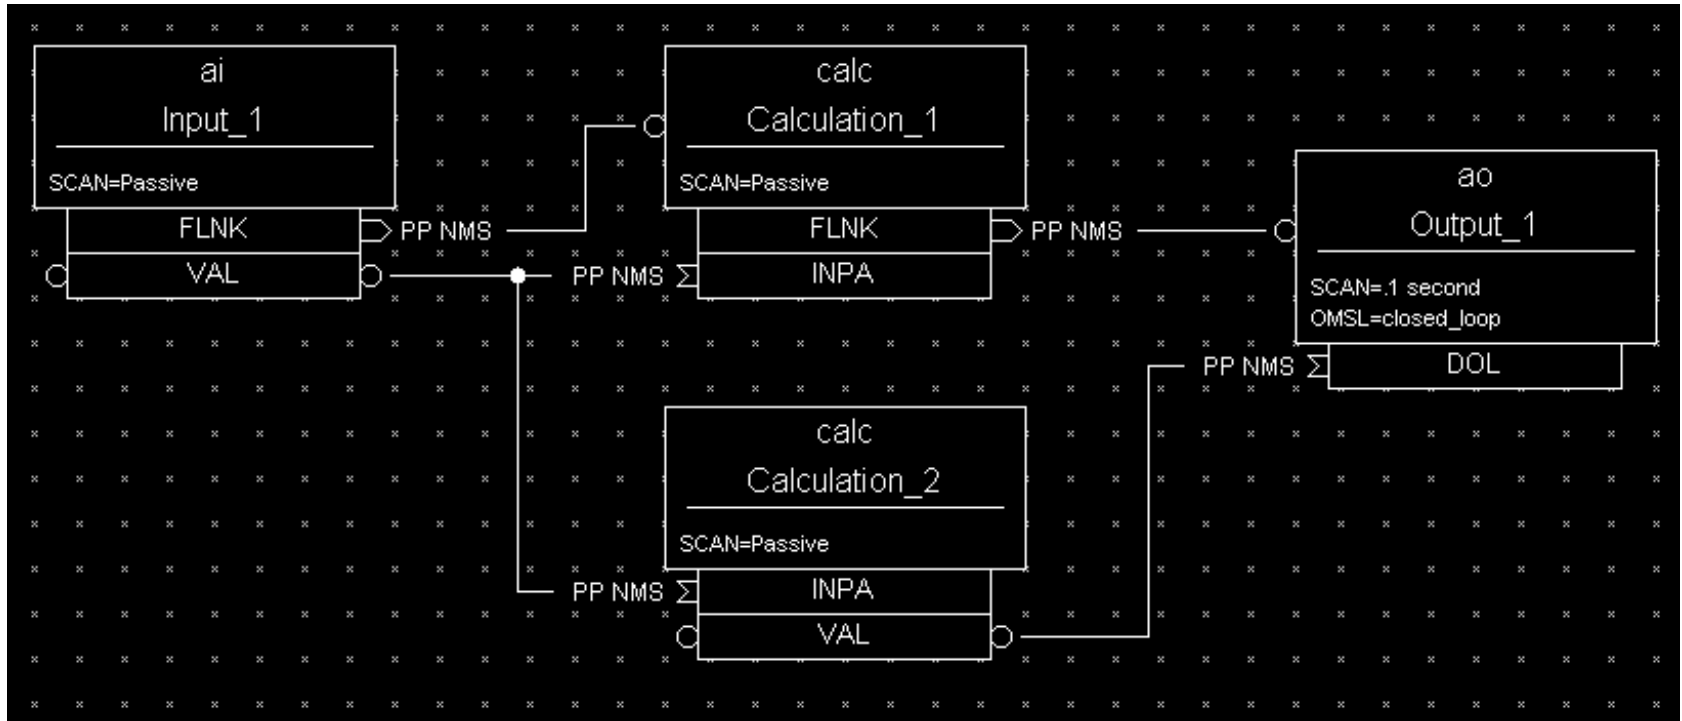 ai
Input_1
SCAN=Passive
FLNK
PP NMS
VAL
calc
Calculation_1
SCAN=Passive
FLNK
PP NMS
PP NMS
INPA
ao
Output_1
SCAN=.1 second
OMSL=closed_loop
PP NMS
DOL
calc
Calculation_2
SCAN=Passive
PP NMS
INPA
VAL